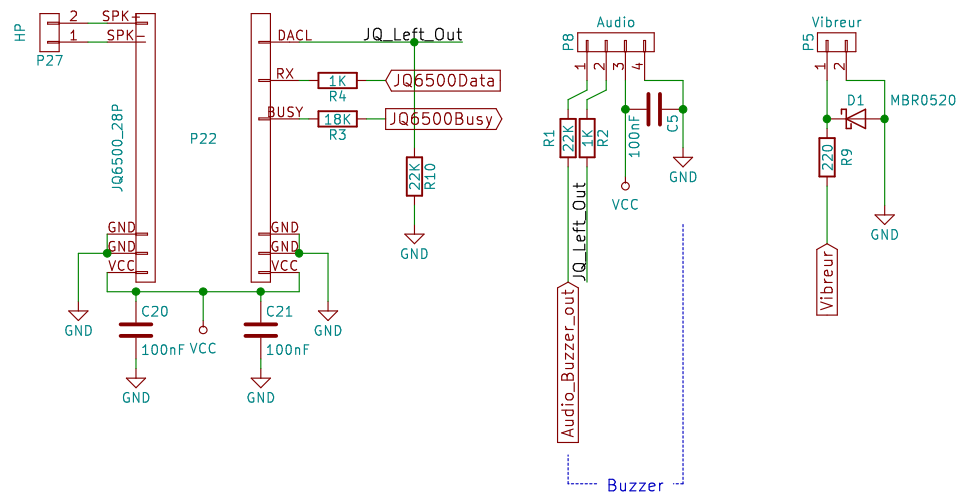 HP
2
1
SPK+
SPK-
P27
JQ6500_28P
GND
GND
VCC
P22
DACL
RX
BUSY
GND
GND
VCC
JQ_Left_Out
1K
R4
JQ6500Data
18K
R3
JQ6500Busy
22K
R10
GND
GND
C20
100nF
GND
VCC
C21
100nF
GND
GND
Audio
P8
1
2
3
4
R1
22K
1K
R2
100nF
C5
GND
VCC
JQ_Left_Out
Audio_Buzzer_out
Buzzer
Vibreur
P5
1
2
D1
MBR0520
220
R9
GND
Vibreur